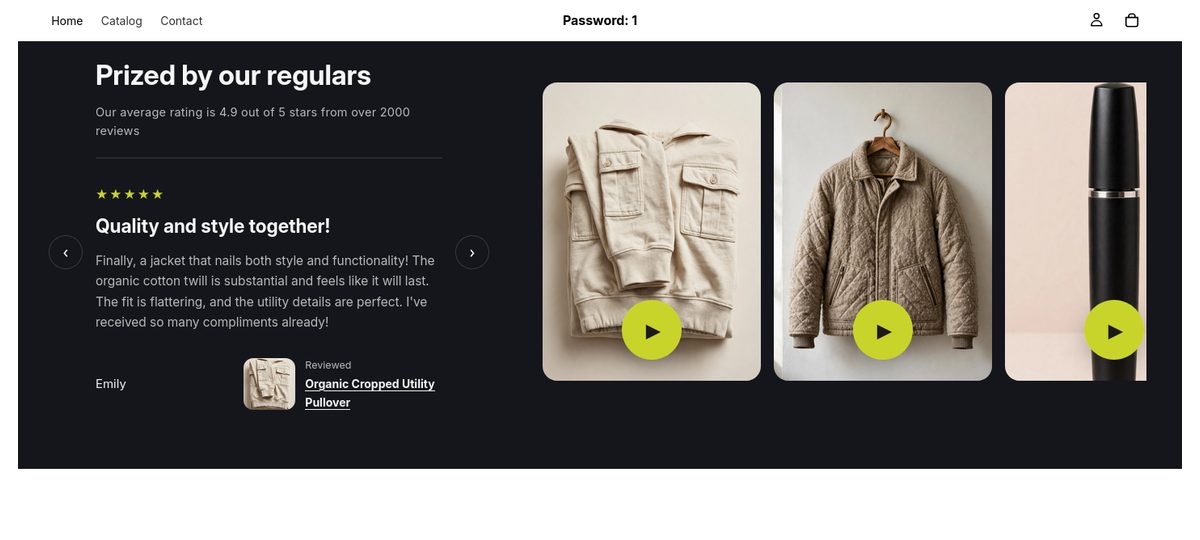 Home Catalog Contact
Password: 1
Prized by our regulars
Our average rating is 4.9 out of 5 stars from over 2000
reviews
Quality and style together!
Finally, a jacket that nails both style and functionality! The
organic cotton twill is substantial and feels like it will last.
The fit is flattering, and the utility details are perfect. I've
received so many compliments already!
Emily
Reviewed
Organic Cropped Utility
Pullover